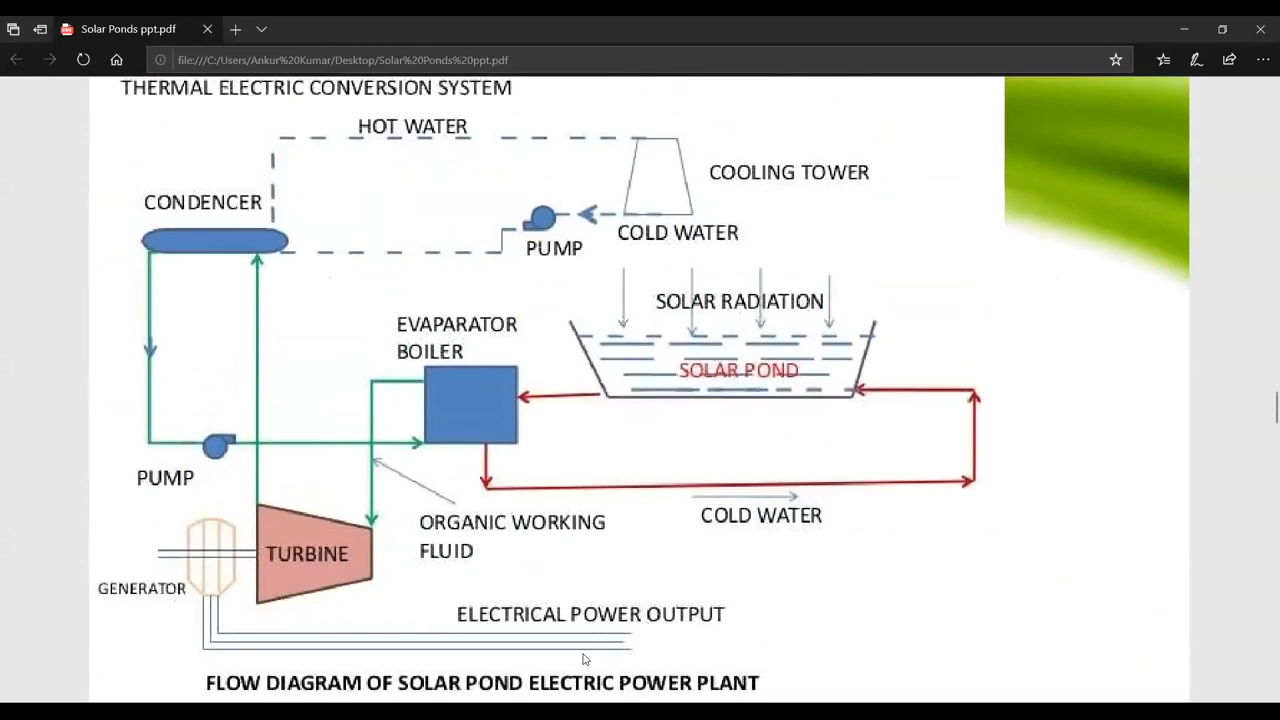 Solar Ponds ppt.pdf
file:///C:/Users/Ankur%20Kumar/Desktop/Solar%20Ponds%20ppt.pdf
THERMAL ELECTRIC CONVERSION SYSTEM
HOT WATER
COOLING TOWER
CONDENCER
COLD WATER
PUMP
SOLAR RADIATION
EVAPARATOR
BOILER
SOLAR POND
PUMP
COLD WATER
ORGANIC WORKING
FLUID
TURBINE
GENERATOR
ELECTRICAL POWER OUTPUT
FLOW DIAGRAM OF SOLAR POND ELECTRIC POWER PLANT